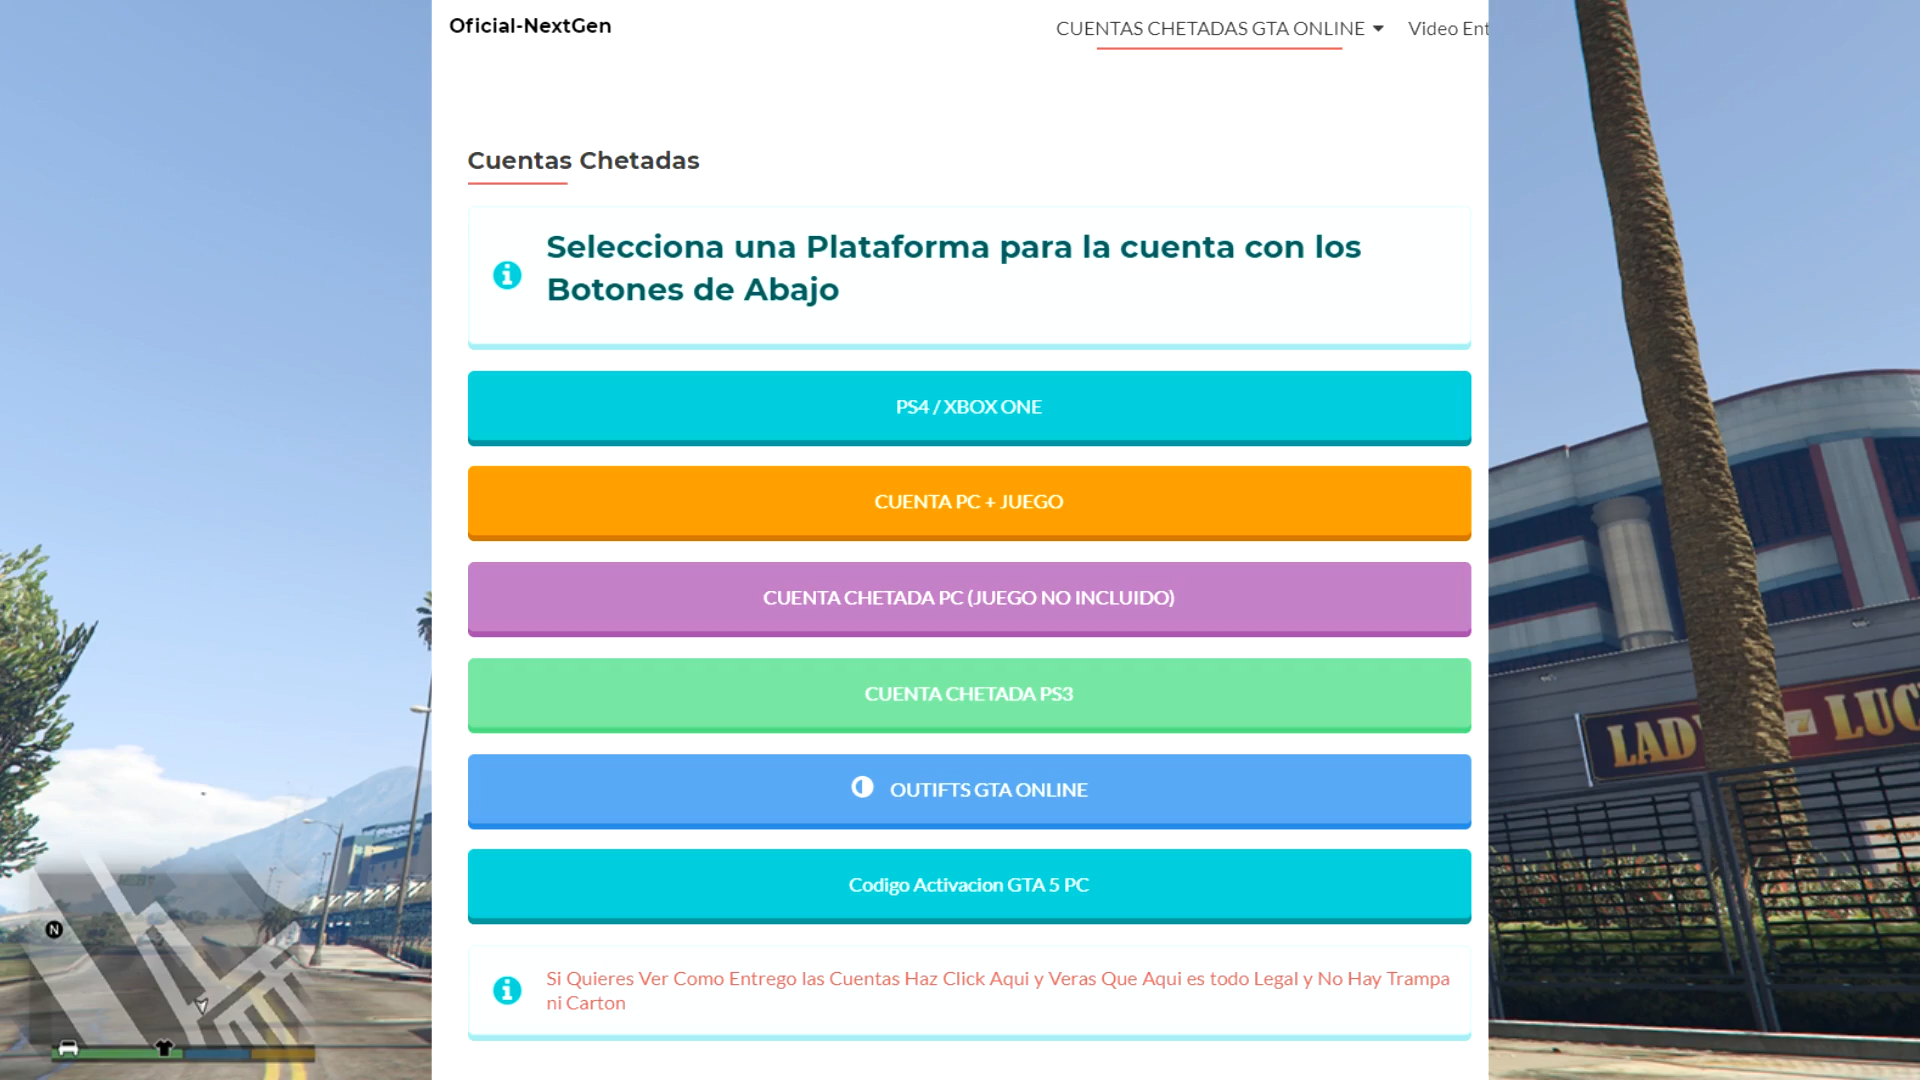 Oficial-NextGen
CUENTAS CHETADAS GTA ONLINE
Video Ent
Cuentas Chetadas
Selecciona una Plataforma para la cuenta con los
Botones de Abajo
PS4 / XBOX ONE
CUENTA PC + JUEGO
CUENTA CHETADA PC (JUEGO NO INCLUIDO)
CUENTA CHETADA PS3
OUTIFTS GTA ONLINE
Codigo Activacion GTA 5 PC
Si Quieres Ver Como Entrego las Cuentas Haz Click Aqui y Veras Que Aqui es todo Legal y No Hay Trampa
ni Carton
LAD 7 LUC
N